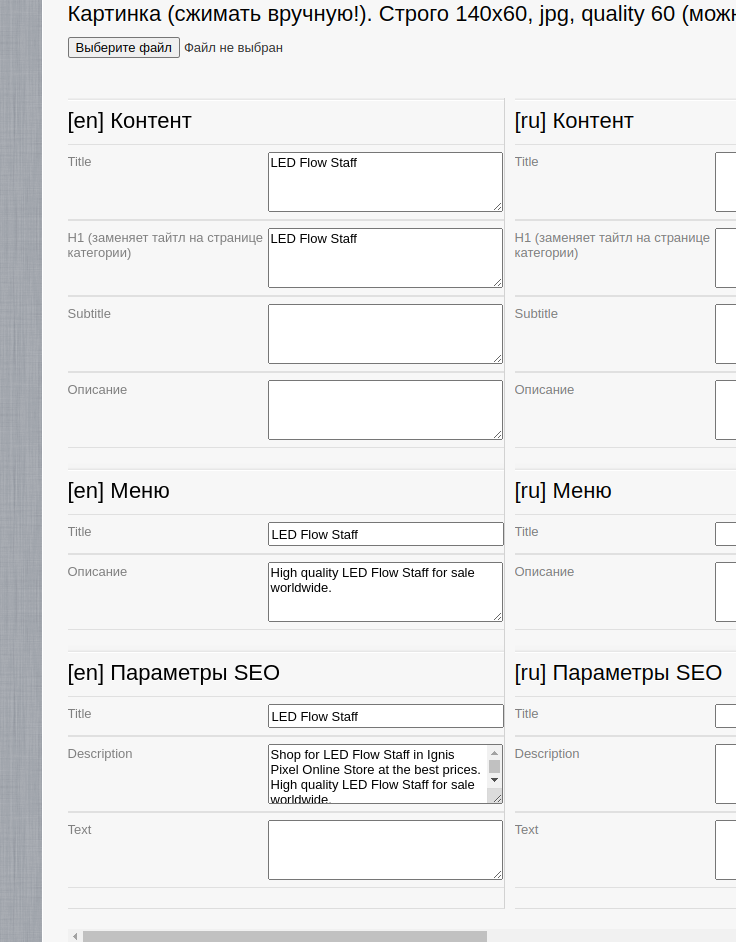 Картинка (сжимать вручную!). Строго 140x60, jpg, quality 60 (
Выберите файл Файл не выбран
[en] Контент
[ru] Контент
Title
LED Flow Staff
Title
H1 (заменяет тайтл на странице
категории)
LED Flow Staff
H1 (заменяет тайтл на странице
категории)
Subtitle
Subtitle
Описание
Описание
[en] Меню
[ru] Меню
Title
LED Flow Staff
Title
Описание
High quality LED Flow Staff for sale
worldwide.
Описание
[en] Параметры SEO
[ru] Параметры SEO
Title
LED Flow Staff
Title
Description
Shop for LED Flow Staff in Ignis
Pixel Online Store at the best prices.
High quality LED Flow Staff for sale
worldwide.
Description
Text
Text